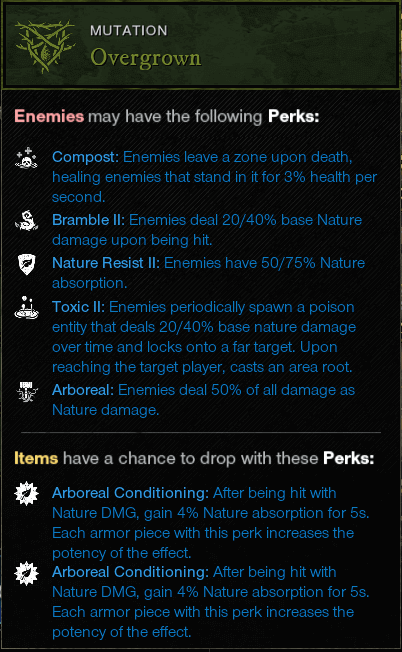 MUTATION
Overgrown
Enemies may have the following Perks:
Compost: Enemies leave a zone upon death,
healing enemies that stand in it for 3% health per
second.
Bramble II: Enemies deal 20/40% base Nature
damage upon being hit.
Nature Resist II: Enemies have 50/75% Nature
absorption.
Toxic II: Enemies periodically spawn a poison
entity that deals 20/40% base nature damage
over time and locks onto a far target. Upon
reaching the target player, casts an area root.
Arboreal: Enemies deal 50% of all damage as
Nature damage.
Items have a chance to drop with these Perks:
Arboreal Conditioning: After being hit with
Nature DMG, gain 4% Nature absorption for 5s.
Each armor piece with this perk increases the
potency of the effect.
Arboreal Conditioning: After being hit with
Nature DMG, gain 4% Nature absorption for 5s.
Each armor piece with this perk increases the
potency of the effect.